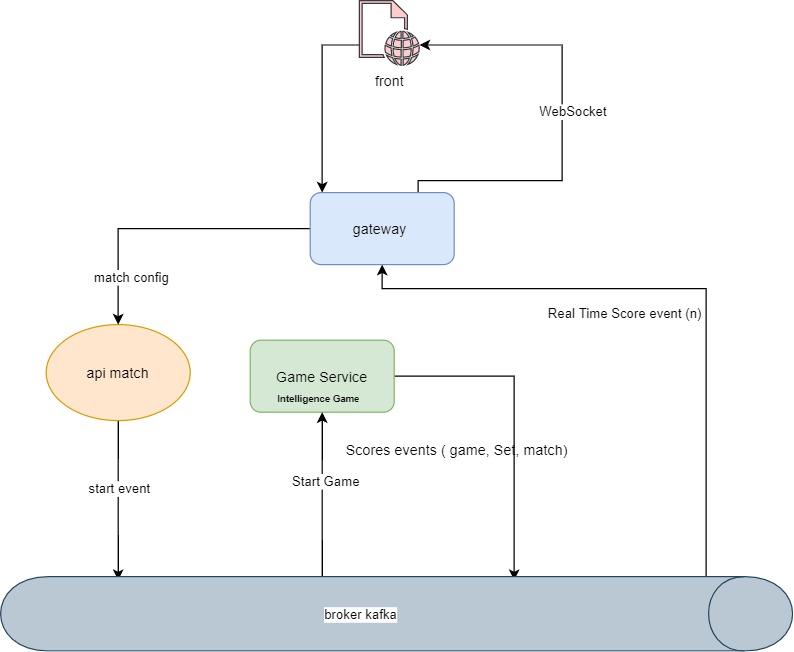 front
WebSocket
gateway
match config
Real Time Score event (n)
api match
Game Service
Intelligence Game
Scores events ( game, Set, match)
Start Game
start event
broker kafka